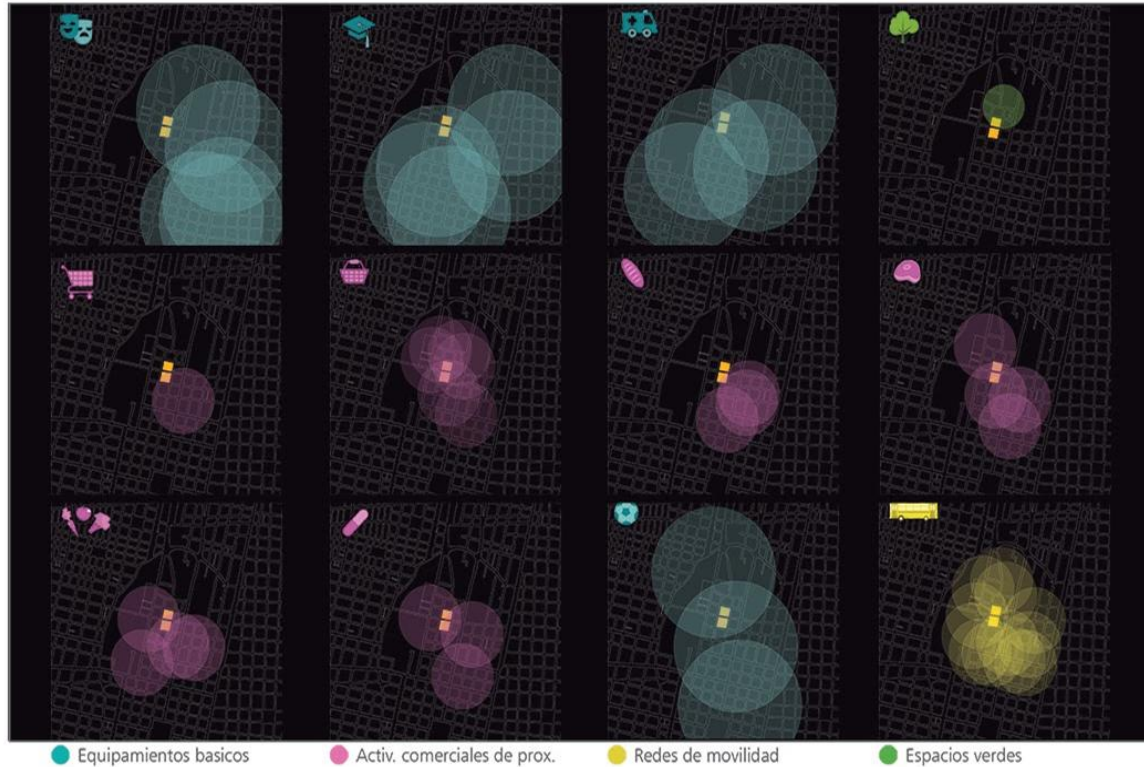 Equipamientos basicos
Activ. comerciales de prox.
Redes de movilidad
Espacios verdes